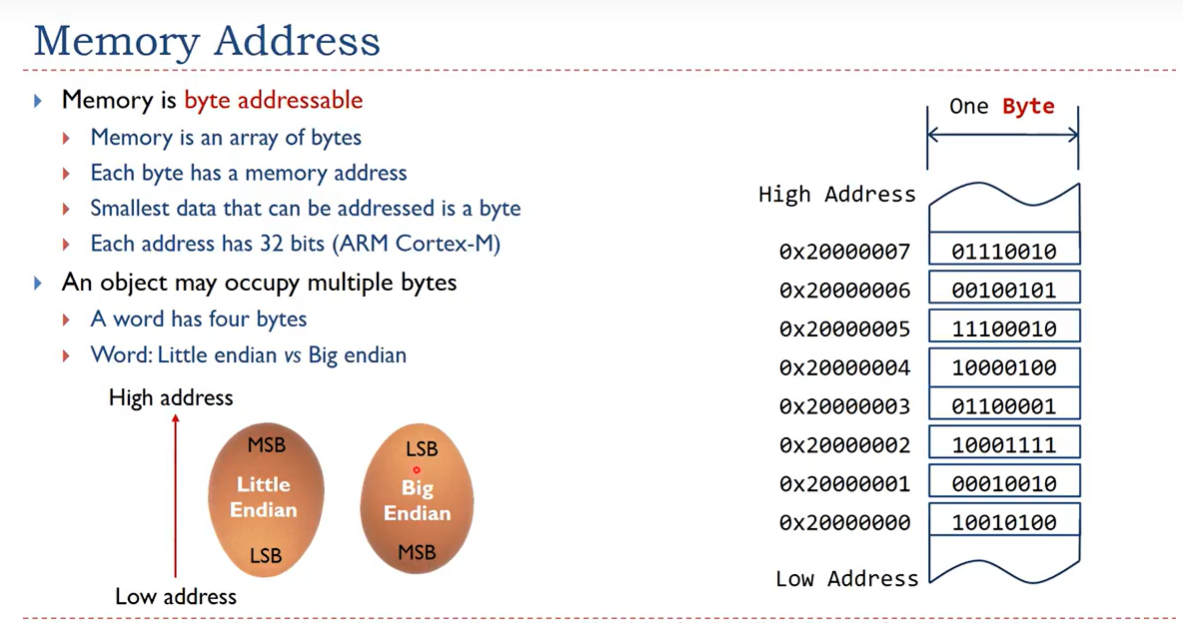 Memory Address
Memory is byte addressable
Memory is an array of bytes
Each byte has a memory address
Smallest data that can be addressed is a byte
Each address has 32 bits (ARM Cortex-M)
An object may occupy multiple bytes
A word has four bytes
Word: Little endian vs Big endian
High address
MSB
Little
Endian
LSB
LSB
Big
Endian
MSB
Low address
One Byte
High Address
0x20000007 01110010
0x20000006 00100101
0x20000005 11100010
0x20000004 10000100
0x20000003 01100001
0x20000002 10001111
0x20000001 00010010
0x20000000 10010100
Low Address